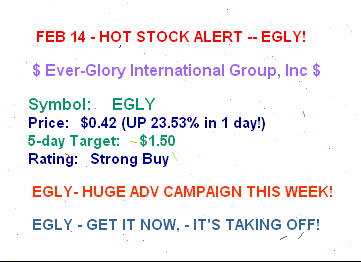 FEB 14 - HOT STOCK ALERT -- EGLY!
$ Ever-Glory International Group, Inc $
Symbol: EGLY
Price: $0.42 (UP 23.53% in 1 day!)
5-day Target: $1.50
Rating: Strong Buy
EGLY- HUGE ADV CAMPAIGN THIS WEEK!
EGLY - GET IT NOW, - IT'S TAKING OFF!